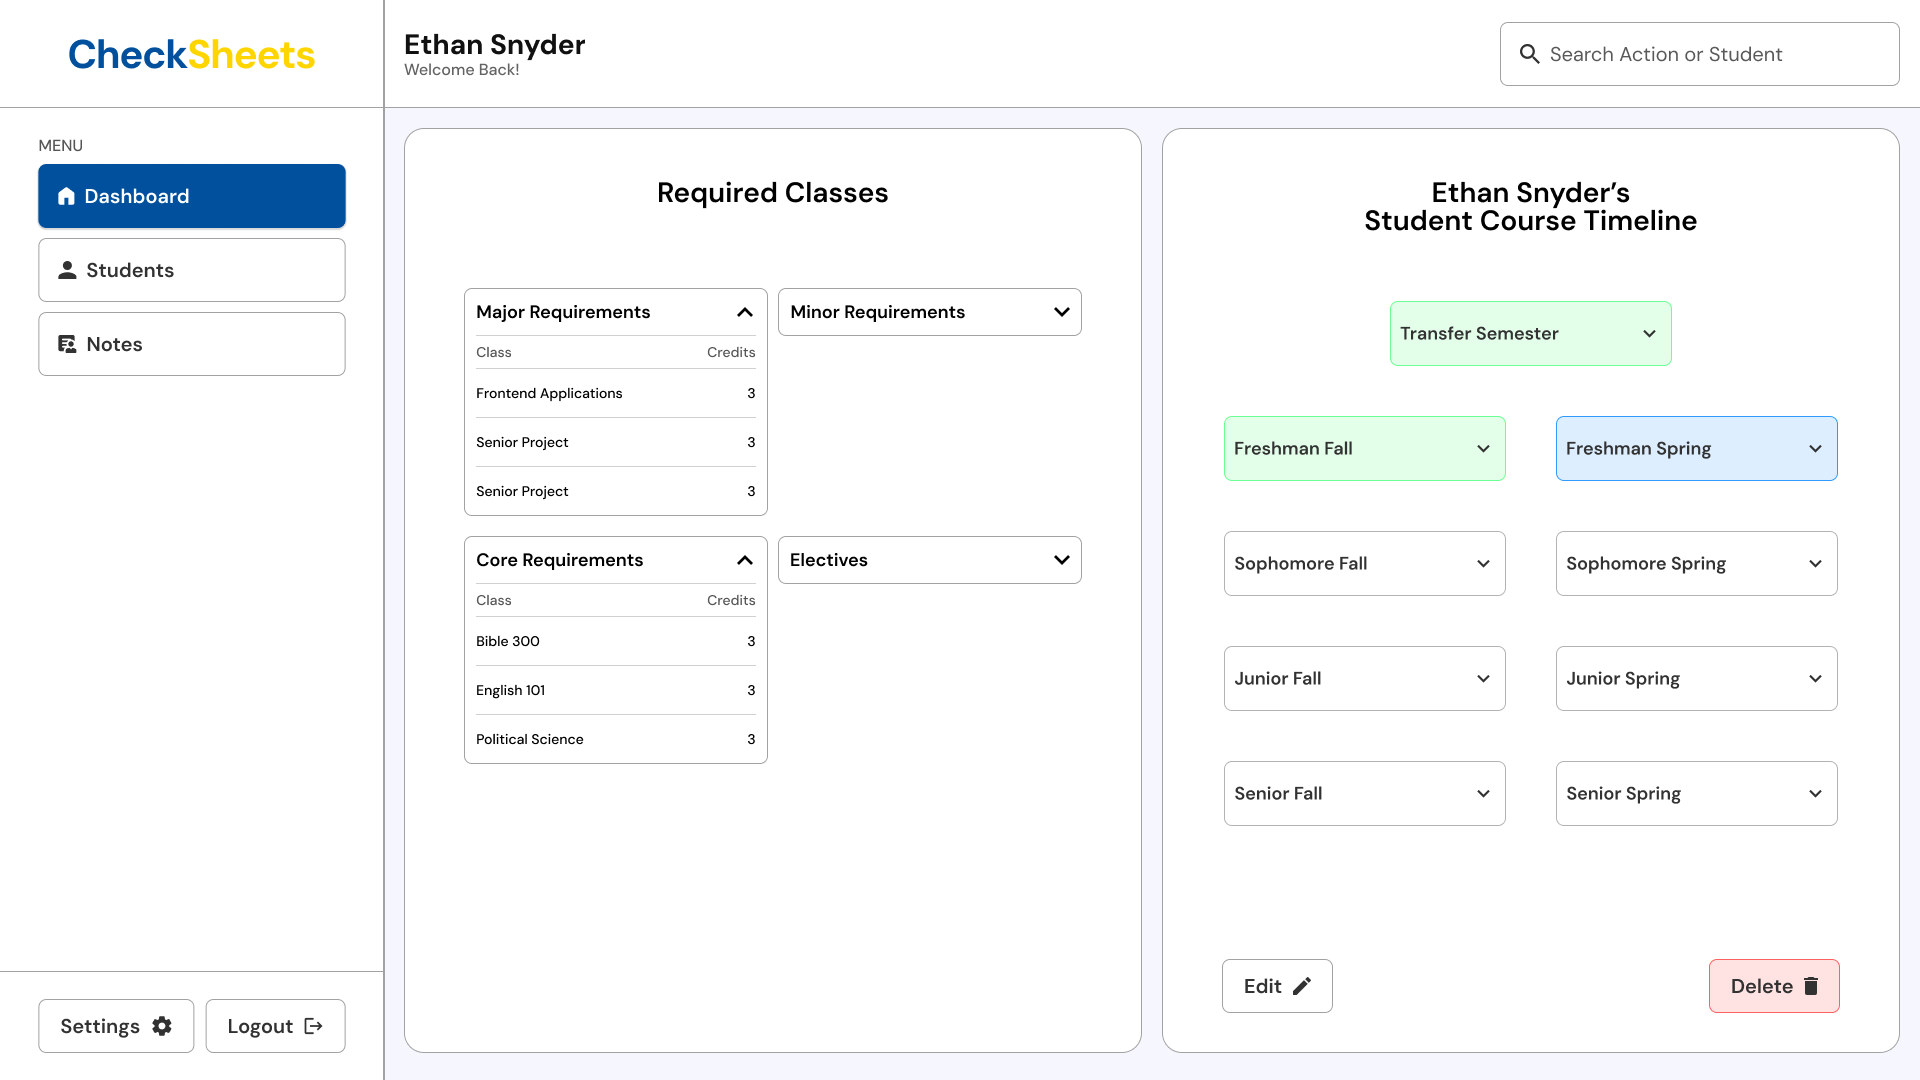 CheckSheets
Ethan Snyder
Welcome Back!
Search Action or Student
MENU
Dashboard
Students
Notes
Settings
Logout
Required Classes
Major Requirements
Class Credits
Frontend Applications 3
Senior Project 3
Senior Project 3
Minor Requirements
Core Requirements
Class Credits
Bible 300 3
English 101 3
Political Science 3
Electives
Ethan Snyder’s
Student Course Timeline
Transfer Semester
Freshman Fall
Freshman Spring
Sophomore Fall
Sophomore Spring
Junior Fall
Junior Spring
Senior Fall
Senior Spring
Edit
Delete